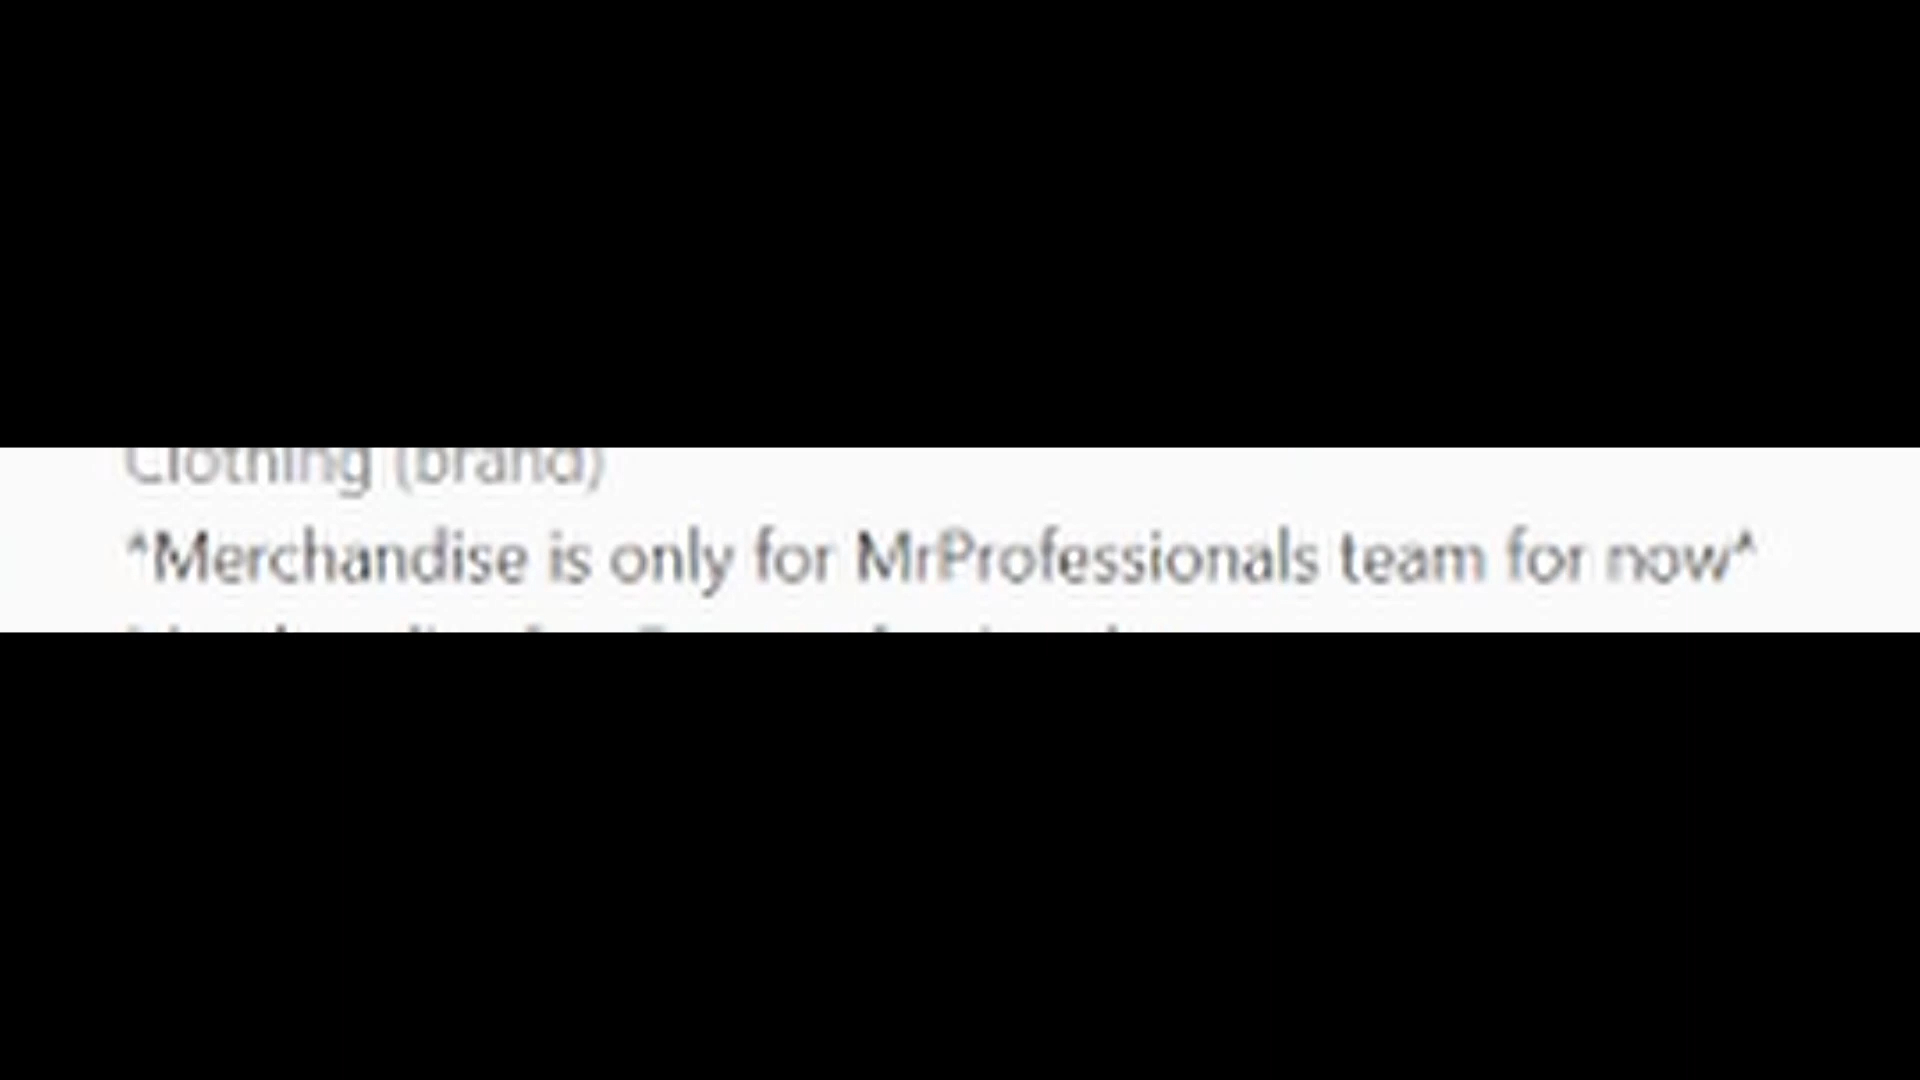 Clothing (brand)
^Merchandise is only for MrProfessionals team for now^